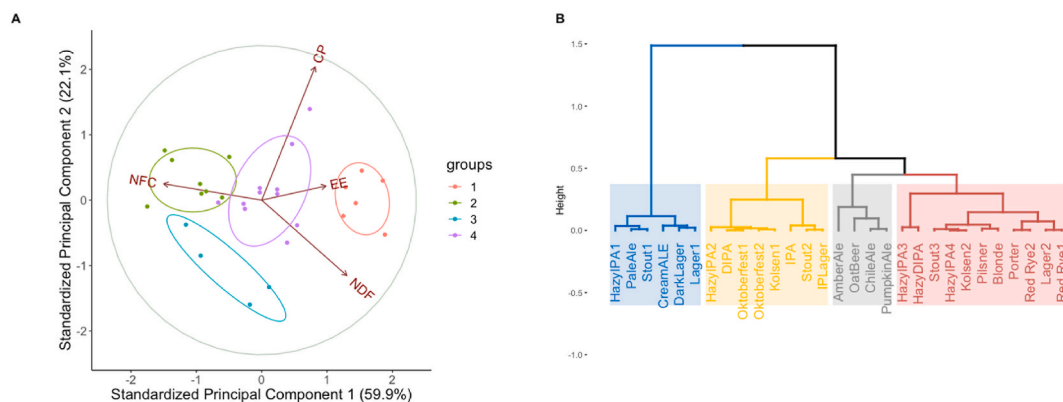 A
B
CP
NFC
EE
NDF
2
1
0
-1
-2
-2
-1
0
1
2
Standardized Principal Component 2 (22.1%)
Standardized Principal Component 1 (59.9%)
groups
1
2
3
4
Height
1.5
1.0
0.5
0.0
-0.5
-1.0
HazyIPA1
PaleAle
Stout1
CreamALE
DarkLager
Lager1
HazyIPA2
DIPA
Oktoberfest1
Oktoberfest2
Kolsen1
IPA
Stout2
IPLager
AmberAle
OatBeer
ChileAle
PumpkinAle
HazyIPA3
HazyDIPA
Stout3
HazyIPA4
Kolsen2
Pilsner
Blonde
Porter
Red Rye2
Lager2